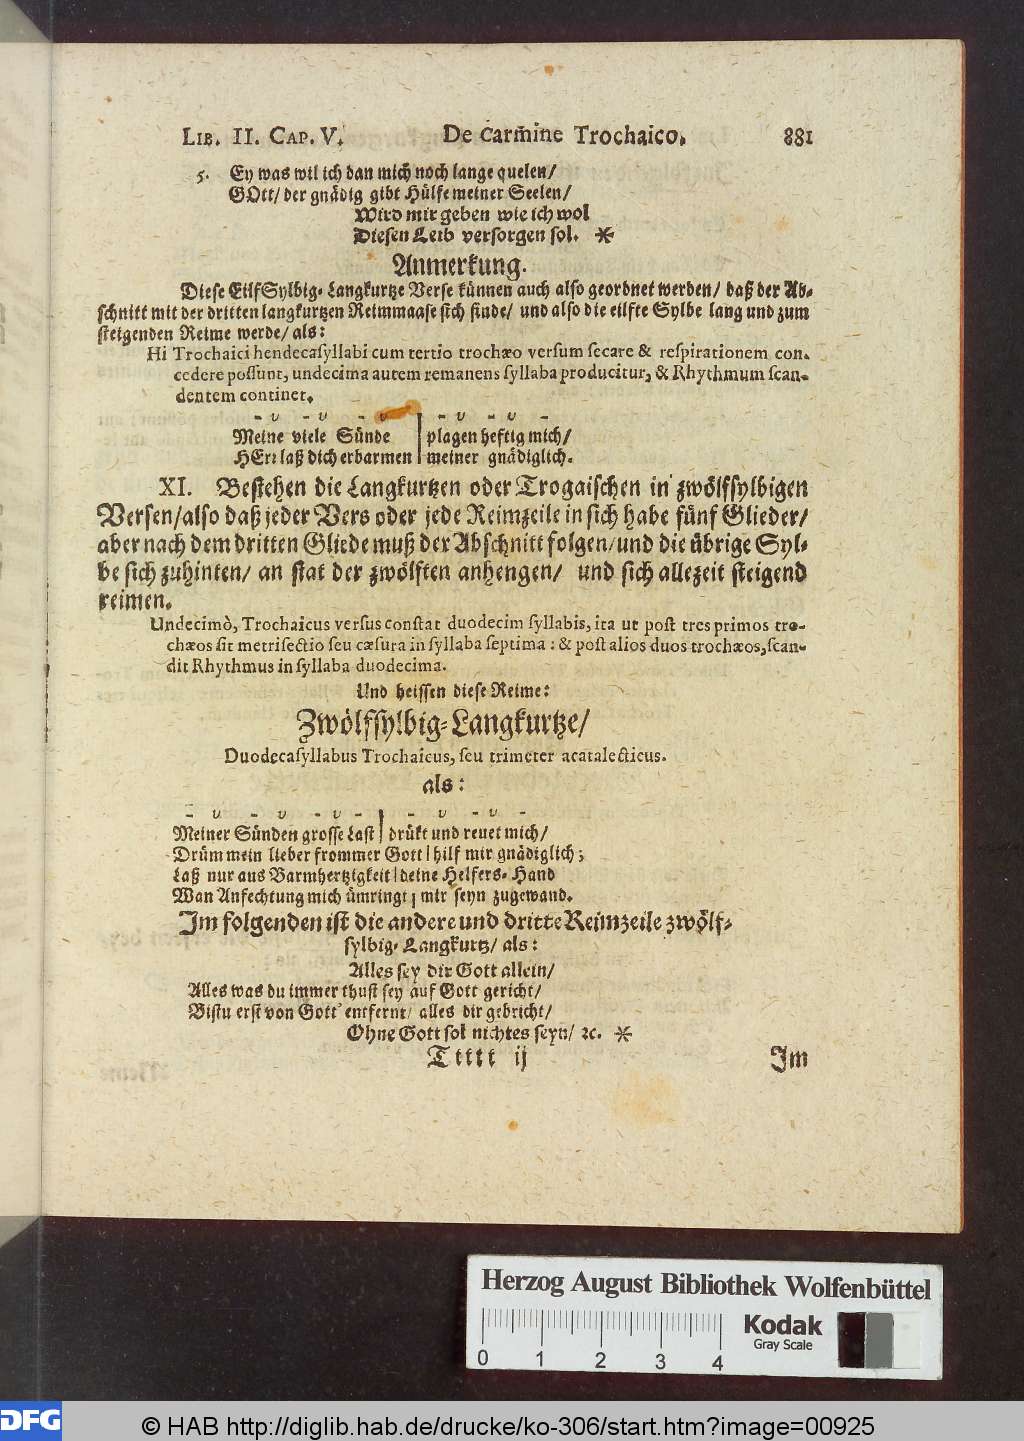 LIB. II. CAP. V. De Carm̃ine Trochaico. 881
5. Ey was wil ich dan mich noch lange quelen/
GOtt/ der gnädig gibt Hülfe meiner Seelen/
Wird mir geben wie ich wol
Diesen Leib versorgen sol. *
Anmerkung.
Diese EilfSylbig-Langkurtze Verse künnen auch also geordnet werden/ daß der Ab-
schnitt mit der dritten langkurtzen Reimmaase sich finde/ und also die eilfte Sylbe lang und zum
steigenden Reime werde/ als:
Hi Trochaici hendecasyllabi cum tertio trochæo versum secare & respirationem con-
cedere possunt, undecima autem remanens syllaba producitur, & Rhythmum scan-
dentem continet.
- υ - υ - υ | - υ - υ -
Meine viele Sünde | plagen heftig mich/
HErr laß dich erbarmen | meiner gnädiglich.
XI. Bestehen die Langkurtzen oder Trogaischen in zwölfsylbigen
Versen/also daß jeder Vers oder jede Reimzeile in sich habe fünf Glieder/
aber nach dem dritten Gliede muß der Abschnitt folgen/und die übrige Syl-
be sich zuhinten/ an stat der zwölften anhengen/ und sich allezeit steigend
reimen.
Undecimò, Trochaicus versus constat duodecim syllabis, ita ut post tres primos tro-
chæos sit metri sectio seu cæsura in syllaba septima: & post alios duos trochæos, scan-
dit Rhythmus in syllaba duodecima.
Und heissen diese Reime:
Zwölfsylbig-Langkurtze/
Duodecasyllabus Trochaicus, seu trimeter acatalecticus.
als:
- υ - υ - υ - | - υ - υ -
Meiner Sünden grosse Last | drükt und reuet mich/
Drüm mein lieber frommer Gott | hilf mir gnädiglich;
Laß nur aus Barmhertzigkeit | deine Helfers-Hand
Wan Anfechtung mich ümringt; mir seyn zugewand.
Im folgenden ist die andere und dritte Reimzeile zwölf-
sylbig-Langkurtz/ als:
Alles sey dir Gott allein/
Alles was du immer thust sey auf Gott gericht/
Bistu erst von Gott entfernt/ alles dir gebricht/
Ohne Gott sol nichtes seyn/ ꝛc. *
Tttt ij Im
Herzog August Bibliothek Wolfenbüttel
Kodak
Gray Scale
0 1 2 3 4
DFG © HAB http://diglib.hab.de/drucke/ko-306/start.htm?image=00925